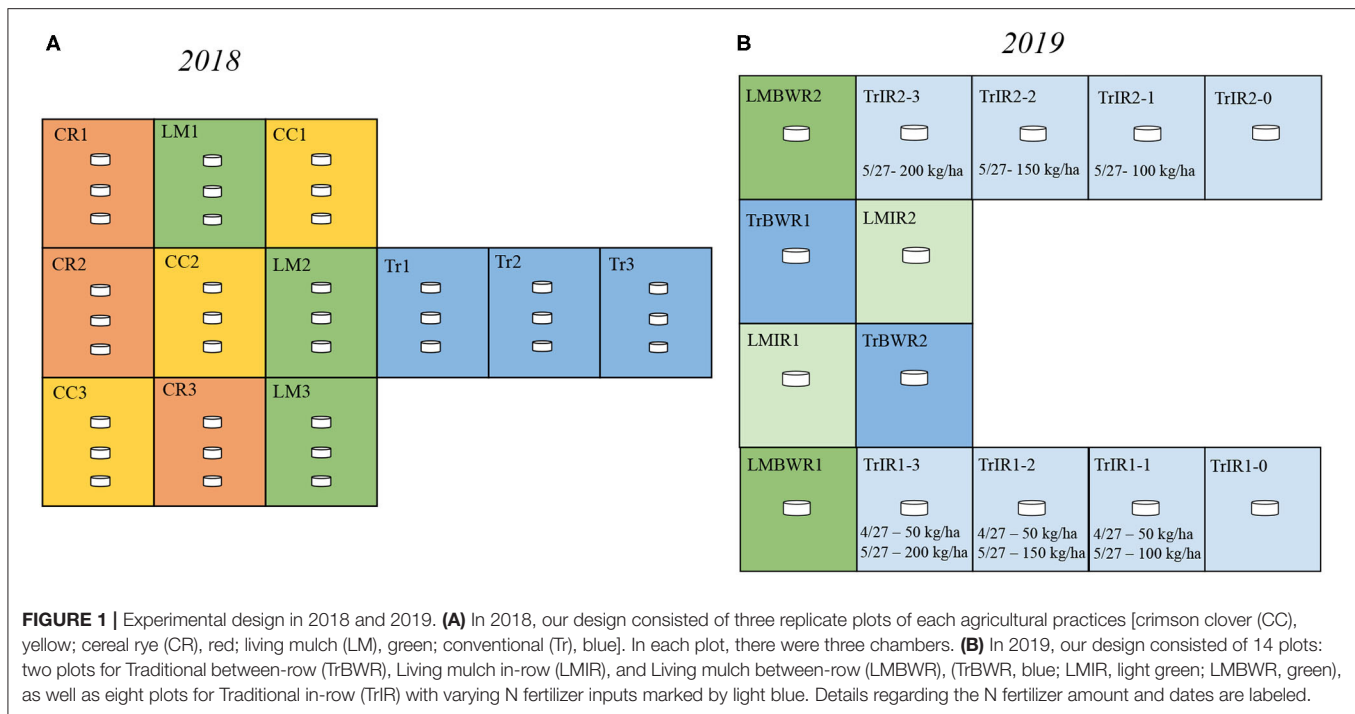 A
2018
CR1
LM1
CC1
CR2
CC2
LM2
Tr1
Tr2
Tr3
CC3
CR3
LM3
B
2019
LMBWR2
TrIR2-3
TrIR2-2
TrIR2-1
TrIR2-0
5/27- 200 kg/ha
5/27- 150 kg/ha
5/27- 100 kg/ha
TrBWR1
LMIR2
LMIR1
TrBWR2
LMBWR1
TrIR1-3
TrIR1-2
TrIR1-1
TrIR1-0
4/27 – 50 kg/ha
5/27 – 200 kg/ha
4/27 – 50 kg/ha
5/27 – 150 kg/ha
4/27 – 50 kg/ha
5/27 – 100 kg/ha
FIGURE 1 | Experimental design in 2018 and 2019. (A) In 2018, our design consisted of three replicate plots of each agricultural practices [crimson clover (CC),
yellow; cereal rye (CR), red; living mulch (LM), green; conventional (Tr), blue]. In each plot, there were three chambers. (B) In 2019, our design consisted of 14 plots:
two plots for Traditional between-row (TrBWR), Living mulch in-row (LMIR), and Living mulch between-row (LMBWR), (TrBWR, blue; LMIR, light green; LMBWR, green),
as well as eight plots for Traditional in-row (TrIR) with varying N fertilizer inputs marked by light blue. Details regarding the N fertilizer amount and dates are labeled.